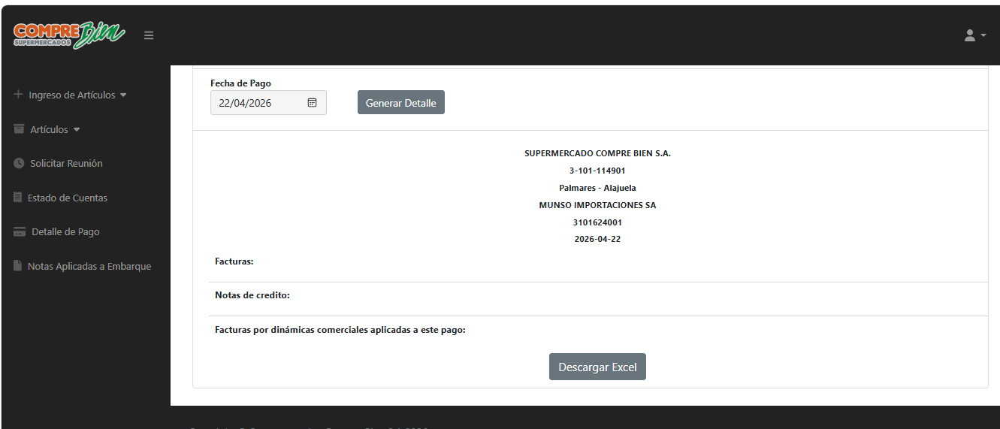 COMPRE Bien
SUPERMERCADOS
Ingreso de Artículos
Artículos
Solicitar Reunión
Estado de Cuentas
Detalle de Pago
Notas Aplicadas a Embarque
Fecha de Pago
22/04/2026
Generar Detalle
SUPERMERCADO COMPRE BIEN S.A.
3-101-114901
Palmares - Alajuela
MUNSO IMPORTACIONES SA
3101624001
2026-04-22
Facturas:
Notas de credito:
Facturas por dinámicas comerciales aplicadas a este pago:
Descargar Excel